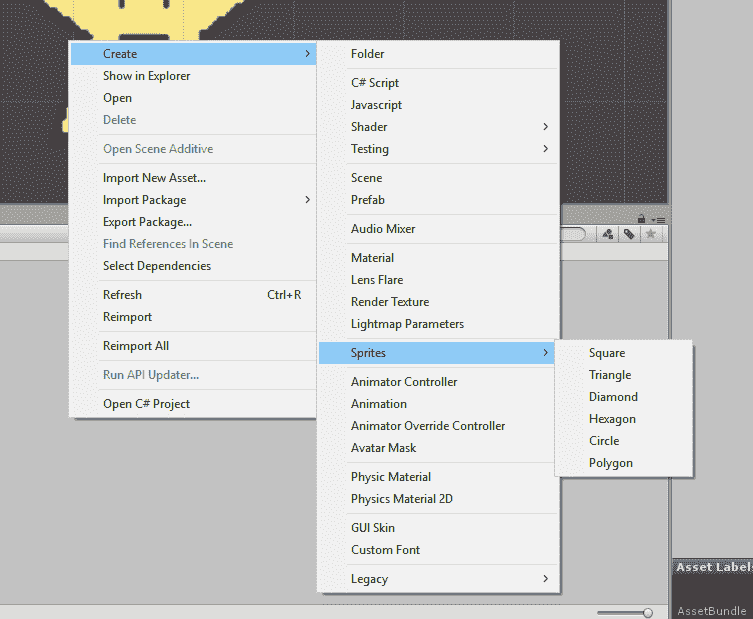 Create
Show in Explorer
Open
Delete
Open Scene Additive
Import New Asset...
Import Package
Export Package...
Find References In Scene
Select Dependencies
Refresh Ctrl+R
Reimport
Reimport All
Run API Updater...
Open C# Project
Folder
C# Script
Javascript
Shader
Testing
Scene
Prefab
Audio Mixer
Material
Lens Flare
Render Texture
Lightmap Parameters
Sprites
Animator Controller
Animation
Animator Override Controller
Avatar Mask
Physic Material
Physics Material 2D
GUI Skin
Custom Font
Legacy
Square
Triangle
Diamond
Hexagon
Circle
Polygon
Asset Labels
AssetBundle